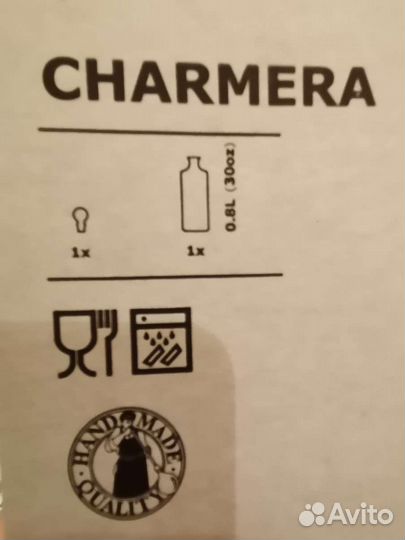 CHARMERA
1x
1x
0.8L (30oz)
HAND MADE
QUALITY
Avito